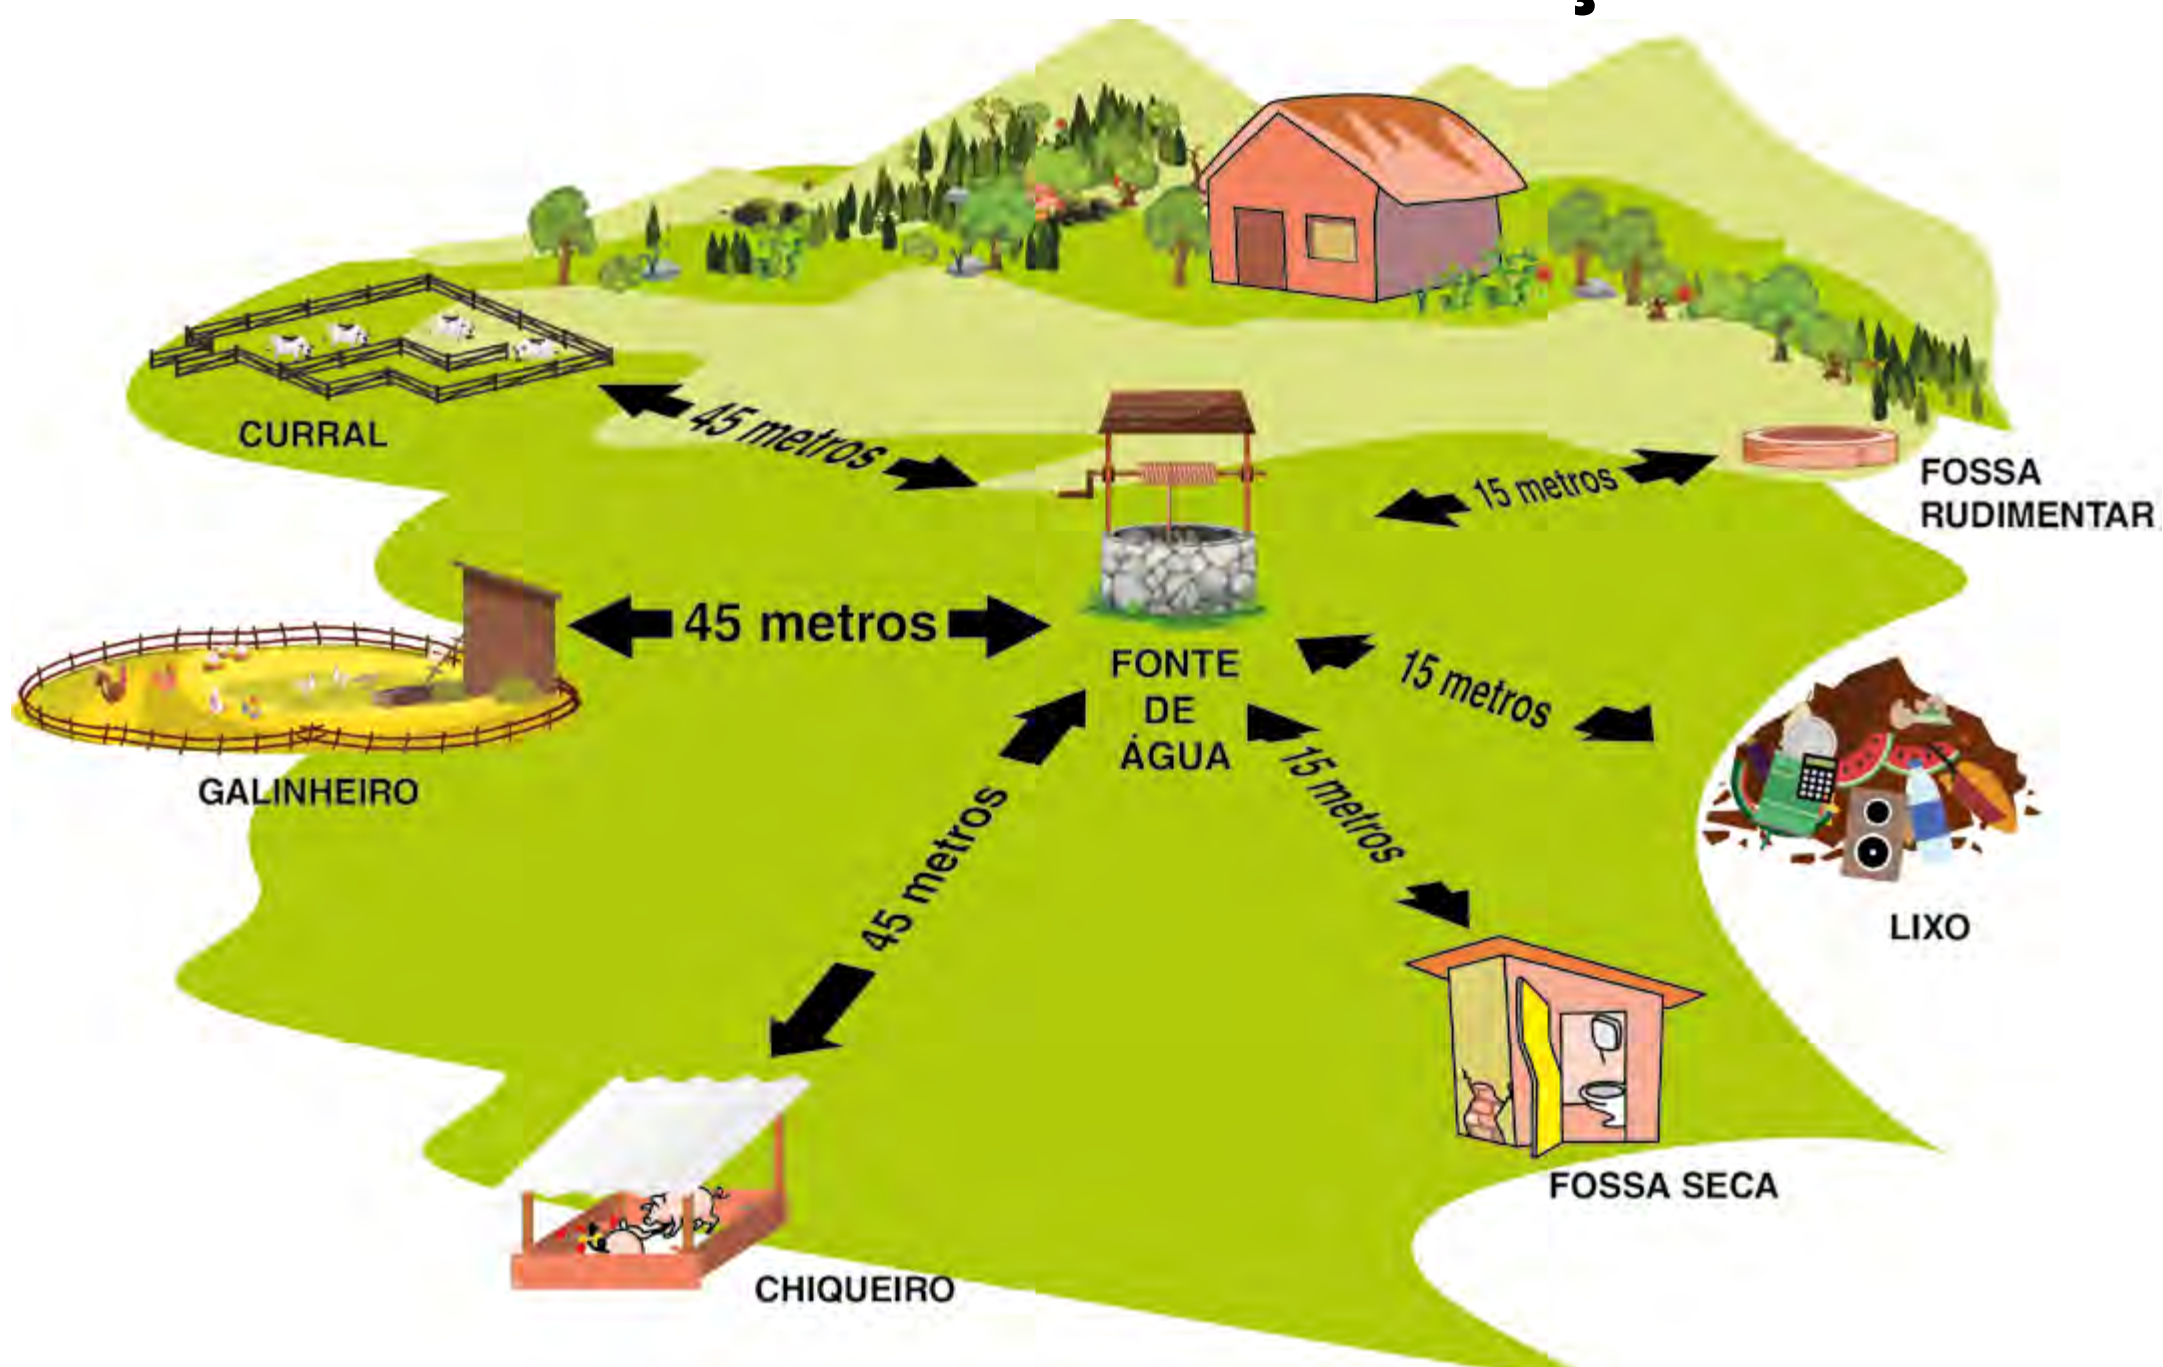 CURRAL
45 metros
15 metros
FOSSA
RUDIMENTAR
45 metros
FONTE
DE
ÁGUA
15 metros
GALINHEIRO
45 metros
15 metros
LIXO
FOSSA SECA
CHIQUEIRO